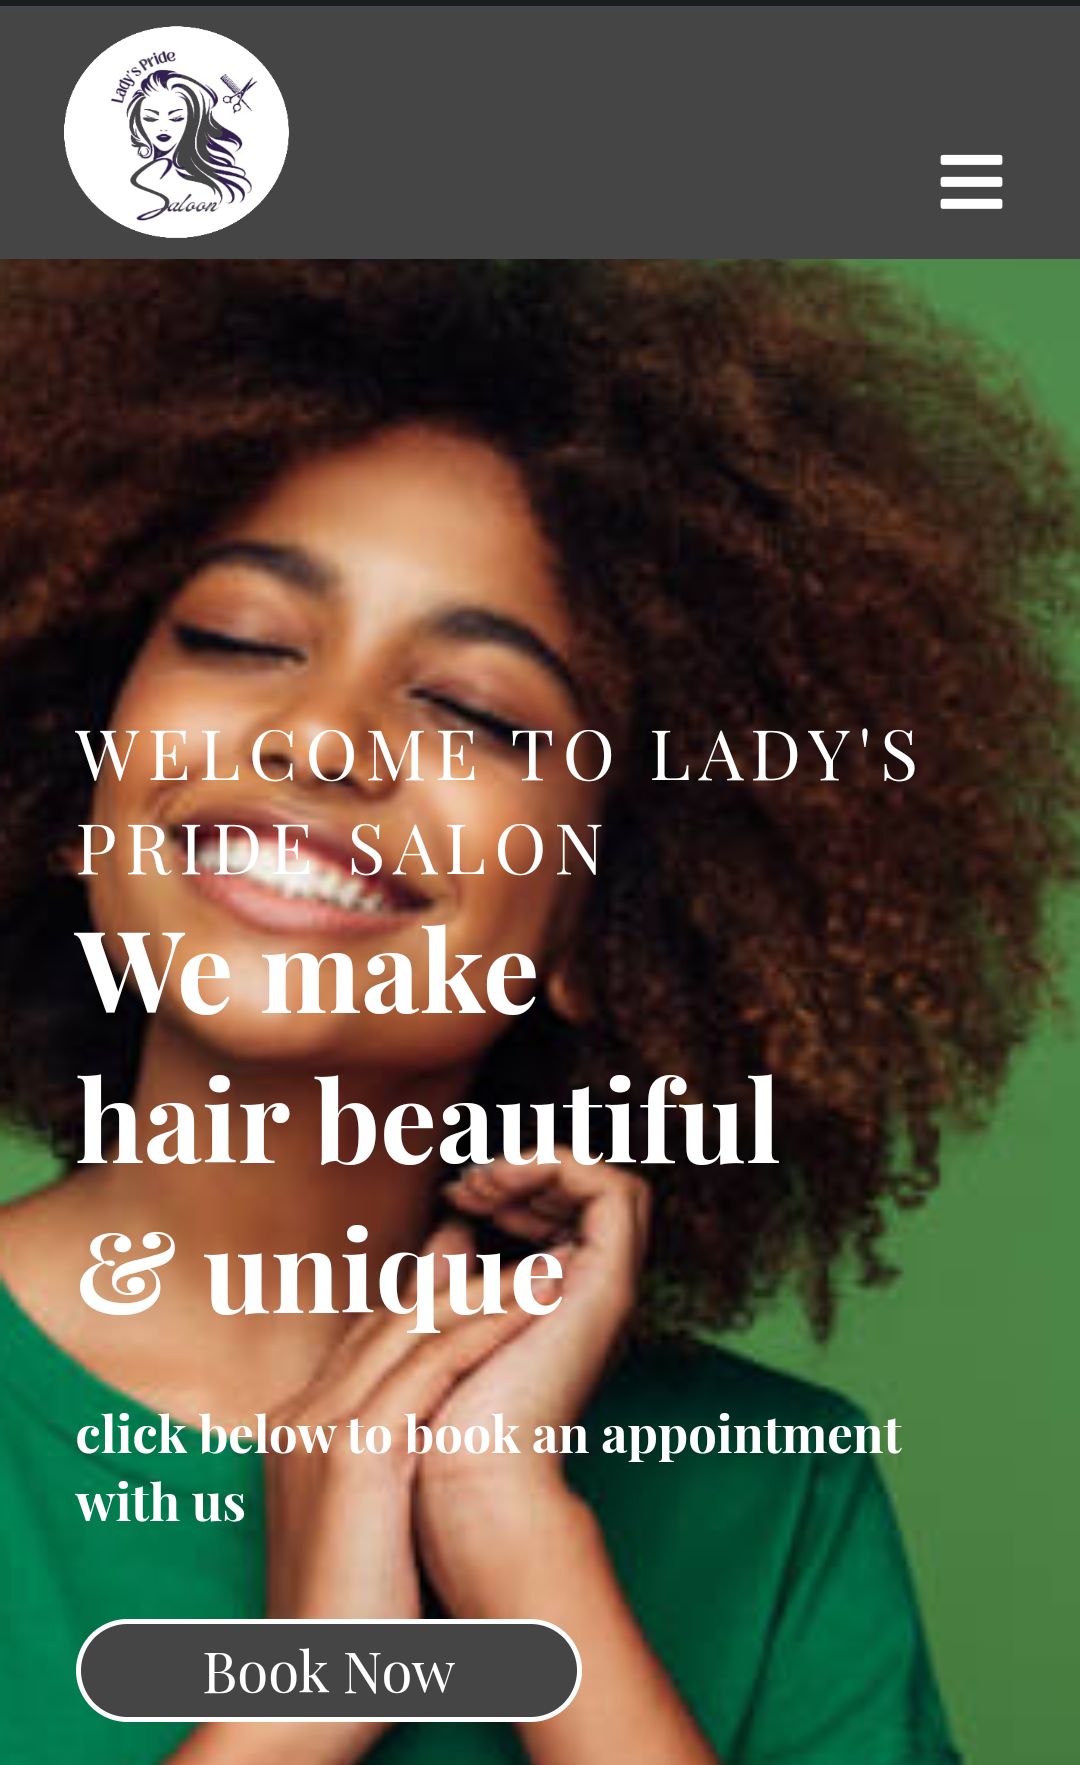 Lady's Pride
Saloon
WELCOME TO LADY'S
PRIDE SALON
We make
hair beautiful
& unique
click below to book an appointment
with us
Book Now